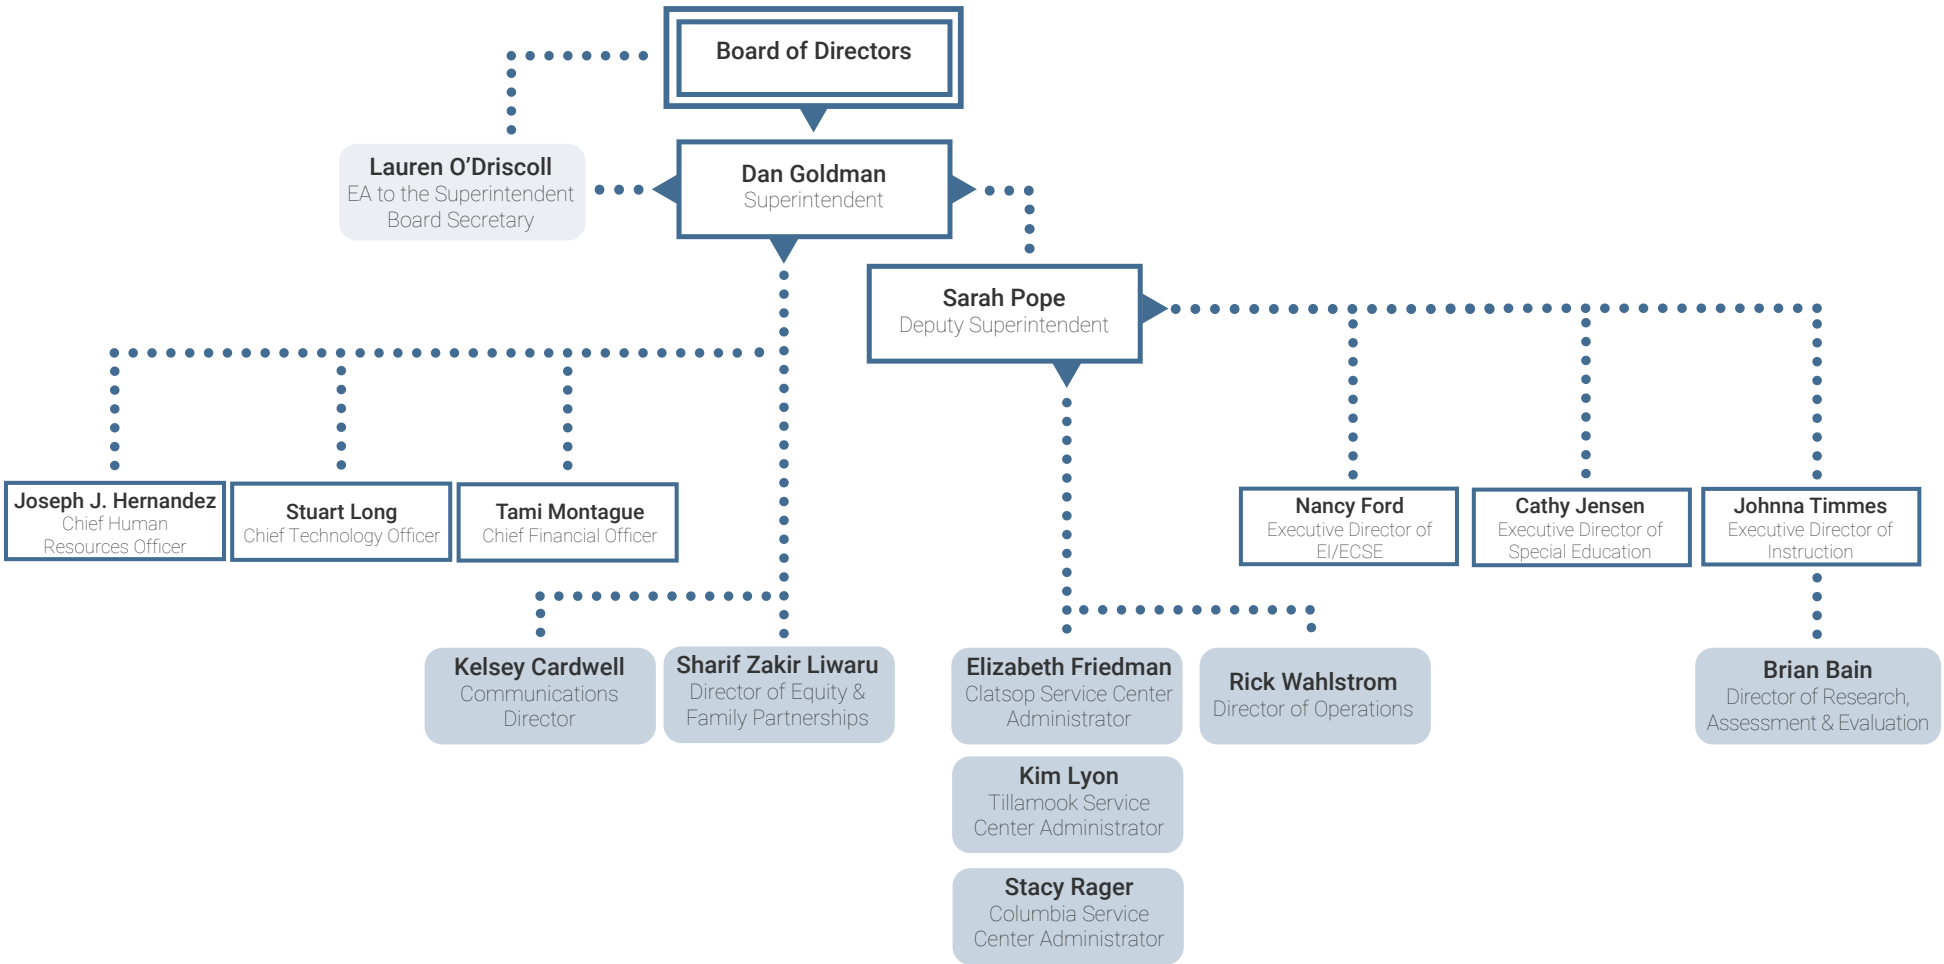 Board of Directors
Lauren O’Driscoll
EA to the Superintendent
Board Secretary
Dan Goldman
Superintendent
Sarah Pope
Deputy Superintendent
Joseph J. Hernandez
Chief Human
Resources Officer
Stuart Long
Chief Technology Officer
Tami Montague
Chief Financial Officer
Nancy Ford
Executive Director of
EI/ECSE
Cathy Jensen
Executive Director of
Special Education
Johnna Timmes
Executive Director of
Instruction
Kelsey Cardwell
Communications
Director
Sharif Zakir Liwaru
Director of Equity &
Family Partnerships
Elizabeth Friedman
Clatsop Service Center
Administrator
Rick Wahlstrom
Director of Operations
Brian Bain
Director of Research,
Assessment & Evaluation
Kim Lyon
Tillamook Service
Center Administrator
Stacy Rager
Columbia Service
Center Administrator